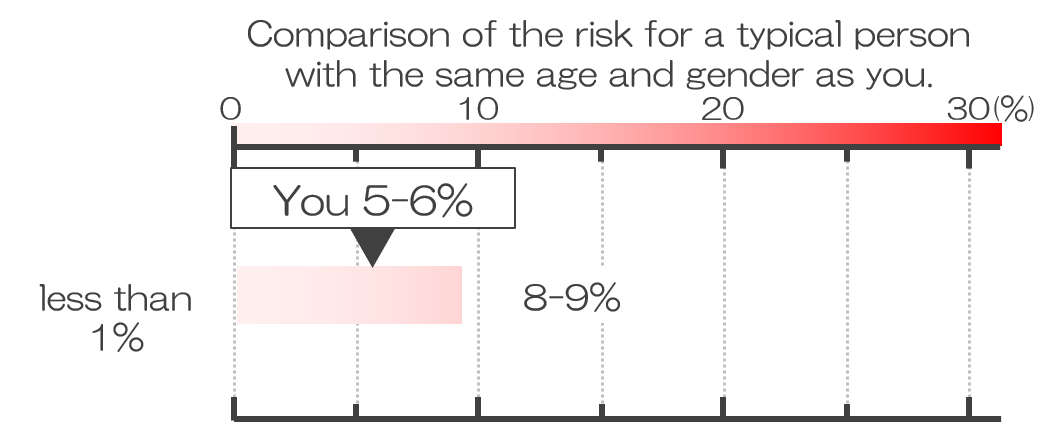 Comparison of the risk for a typical person
with the same age and gender as you.
0 10 20 30(%)
You 5-6%
less than
1%
8-9%